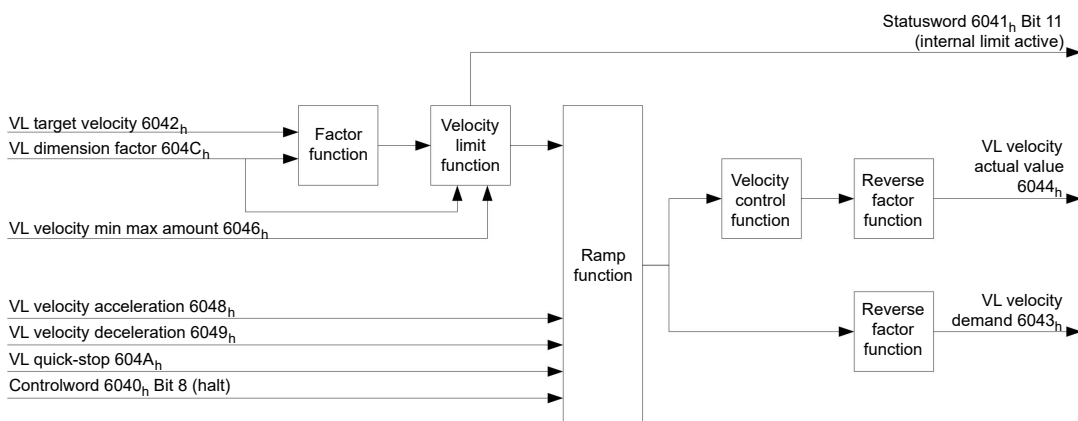 Statusword 6041h Bit 11
(internal limit active)
VL target velocity 6042h
VL dimension factor 604Ch
Factor
function
Velocity
limit
function
VL velocity min max amount 6046h
VL velocity
actual value
6044h
Velocity
control
function
Reverse
factor
function
Ramp
function
VL velocity acceleration 6048h
VL velocity deceleration 6049h
VL quick-stop 604Ah
Controlword 6040h Bit 8 (halt)
Reverse
factor
function
VL velocity
demand 6043h